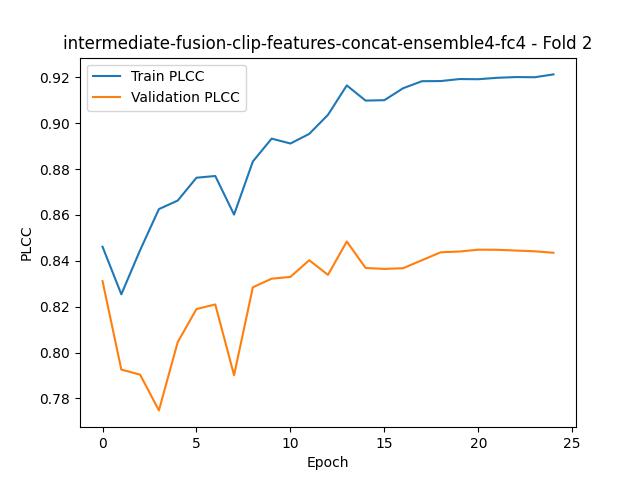 intermediate-fusion-clip-features-concat-ensemble4-fc4 - Fold 2
Train PLCC
Validation PLCC
PLCC
0.92
0.90
0.88
0.86
0.84
0.82
0.80
0.78
0 5 10 15 20 25
Epoch